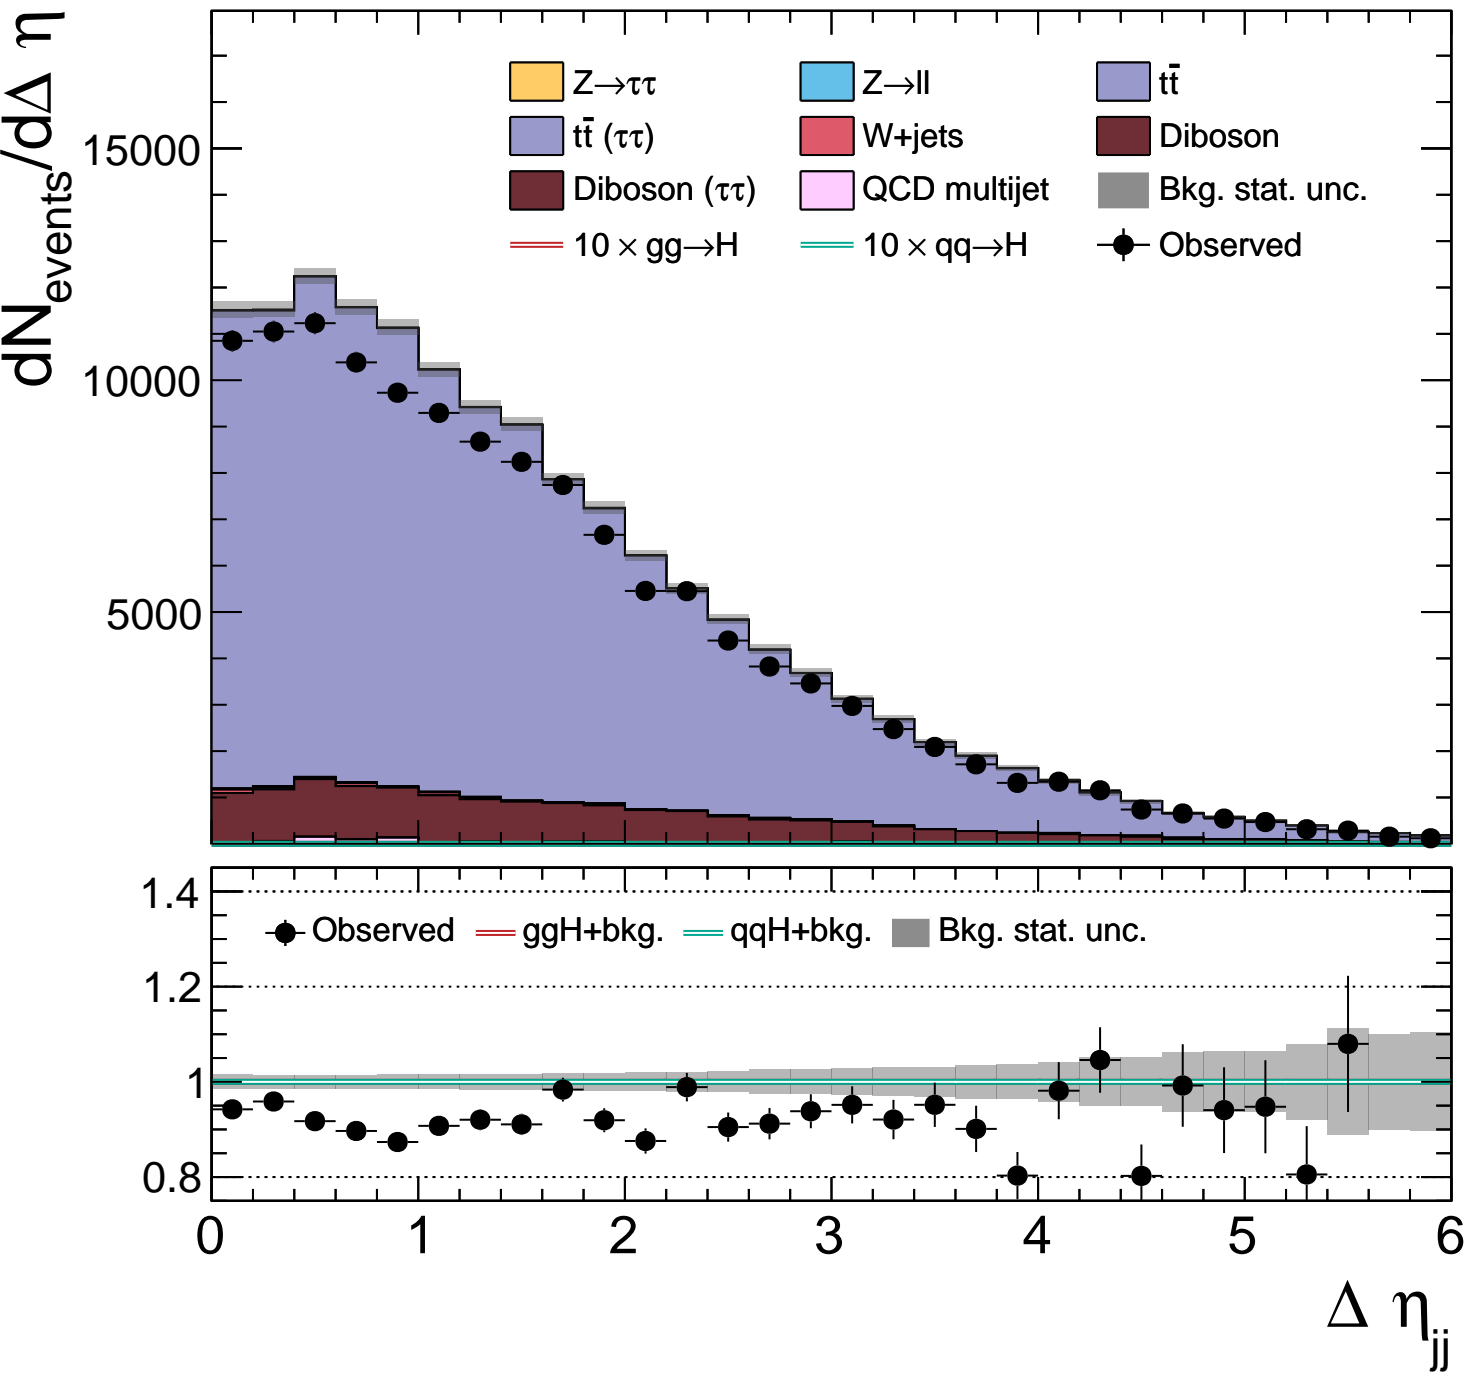 dN_events/dΔ η
15000
10000
5000
Z→ττ Z→ll tt̄
tt̄ (ττ) W+jets Diboson
Diboson (ττ) QCD multijet Bkg. stat. unc.
10 × gg→H 10 × qq→H Observed
1.4
1.2
1
0.8
Observed ggH+bkg. qqH+bkg. Bkg. stat. unc.
0 1 2 3 4 5 6
Δ η_jj